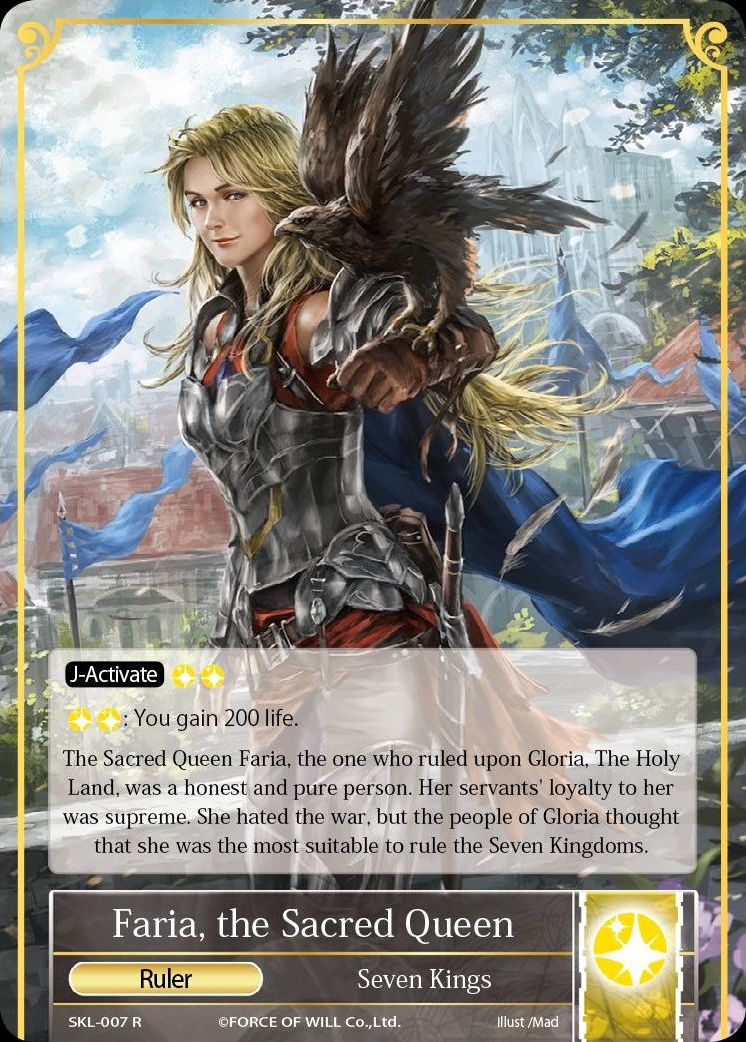 J-Activate
: You gain 200 life.
The Sacred Queen Faria, the one who ruled upon Gloria, The Holy
Land, was a honest and pure person. Her servants' loyalty to her
was supreme. She hated the war, but the people of Gloria thought
that she was the most suitable to rule the Seven Kingdoms.
Faria, the Sacred Queen
Ruler Seven Kings
SKL-007 R ©FORCE OF WILL Co.,Ltd. Illust /Mad